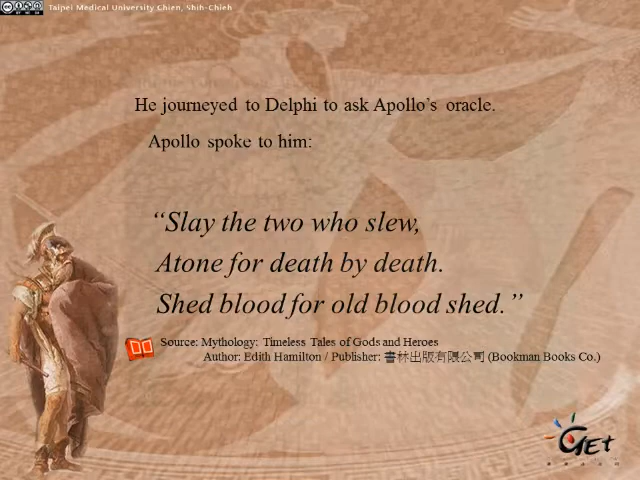 Taipei Medical University Chien, Shih-Chieh
He journeyed to Delphi to ask Apollo's oracle.
Apollo spoke to him:
“Slay the two who slew,
Atone for death by death.
Shed blood for old blood shed.”
Source: Mythology: Timeless Tales of Gods and Heroes
Author: Edith Hamilton / Publisher: 書林出版有限公司 (Bookman Books Co.)
GET